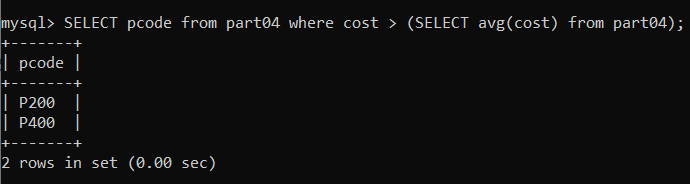 mysql> SELECT pcode from part04 where cost > (SELECT avg(cost) from part04);
+-------+
| pcode |
+-------+
| P200  |
| P400  |
+-------+
2 rows in set (0.00 sec)